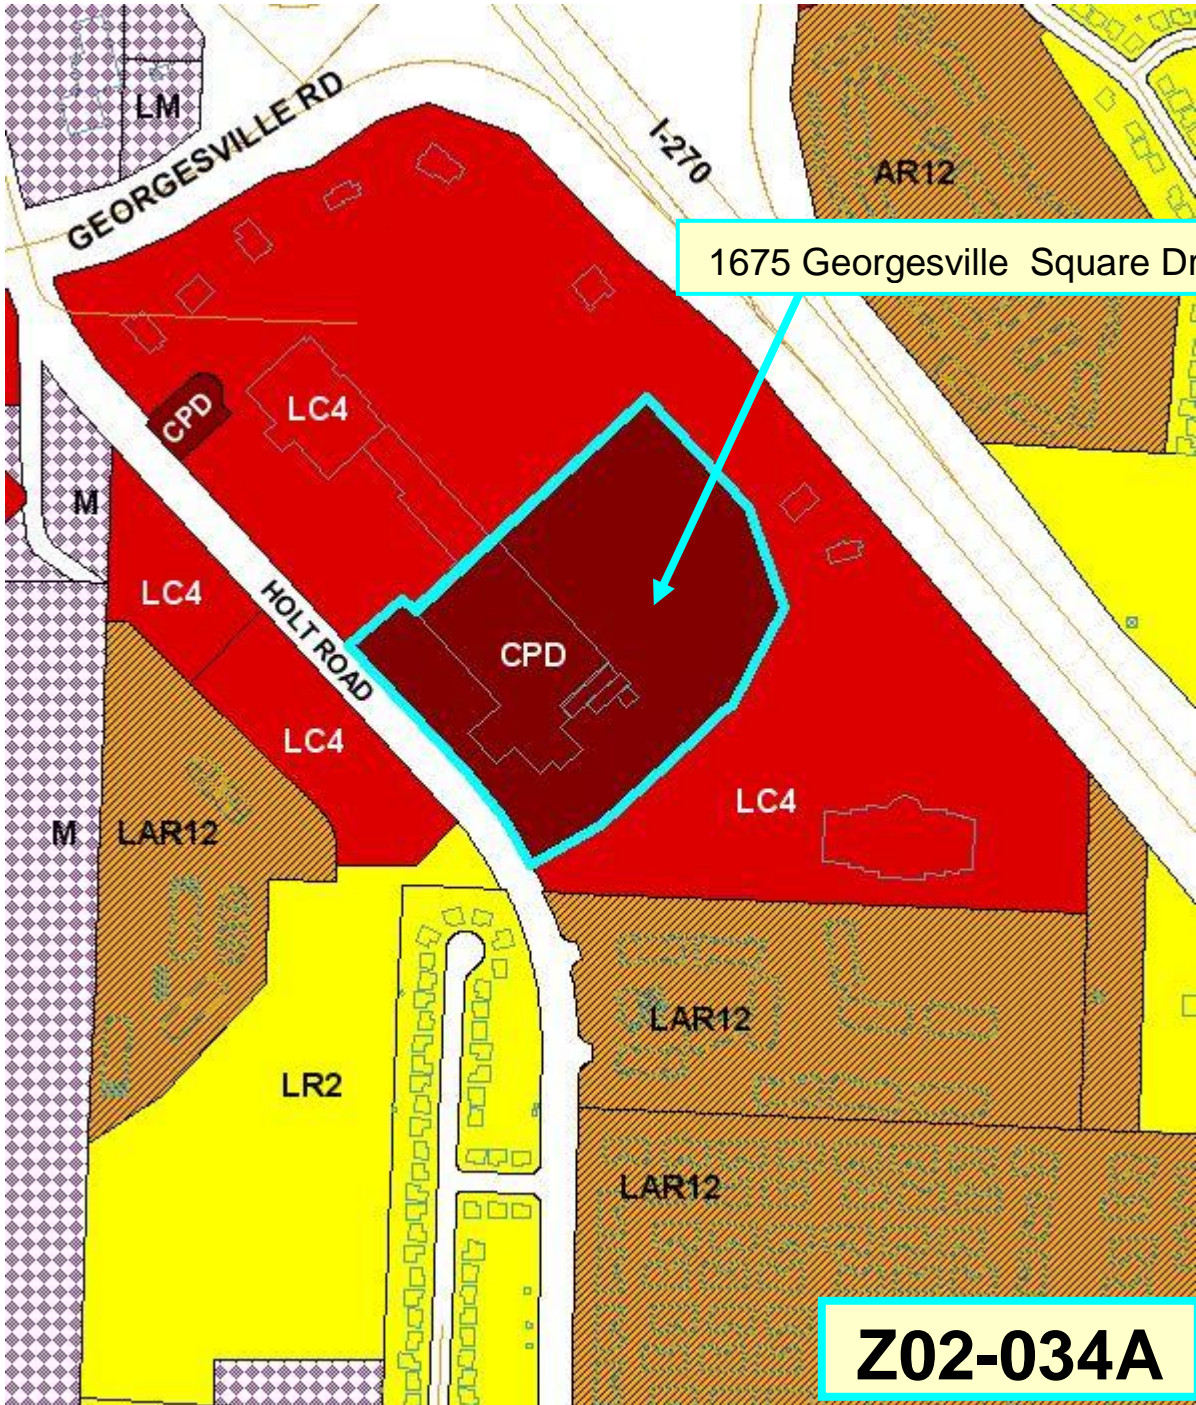 LM
GEORGESVILLE RD
I-270
AR12
1675 Georgesville Square Dr
CPD
LC4
M
LC4
HOLT ROAD
CPD
LC4
LC4
M
LAR12
LAR12
LR2
LAR12
Z02-034A